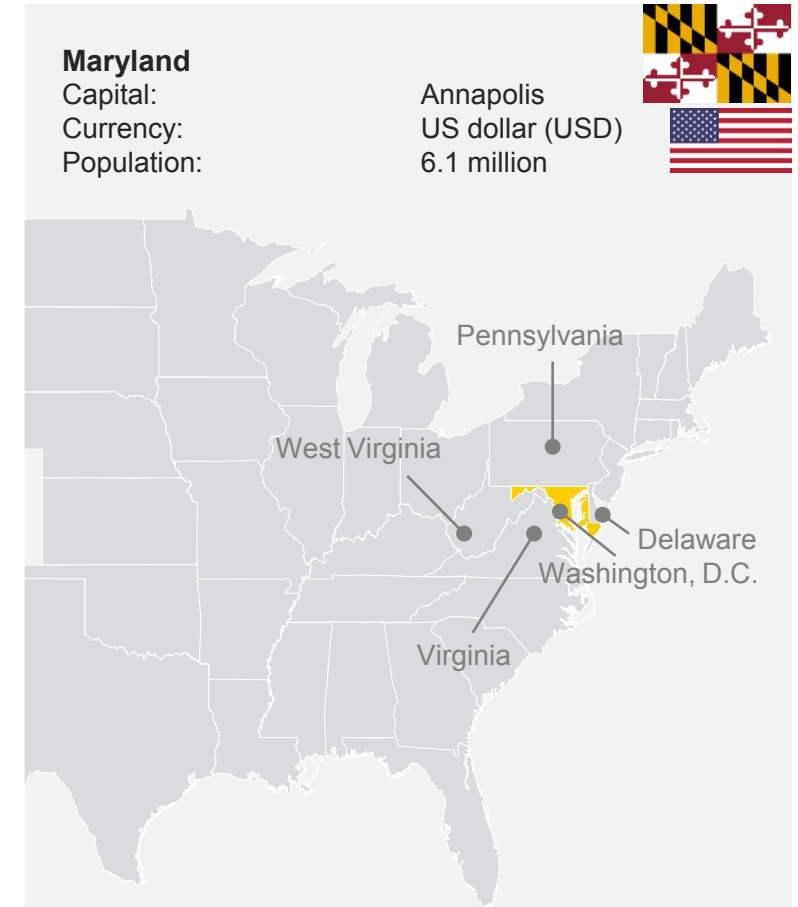 Maryland
Capital: Annapolis
Currency: US dollar (USD)
Population: 6.1 million
Pennsylvania
West Virginia
Delaware
Washington, D.C.
Virginia